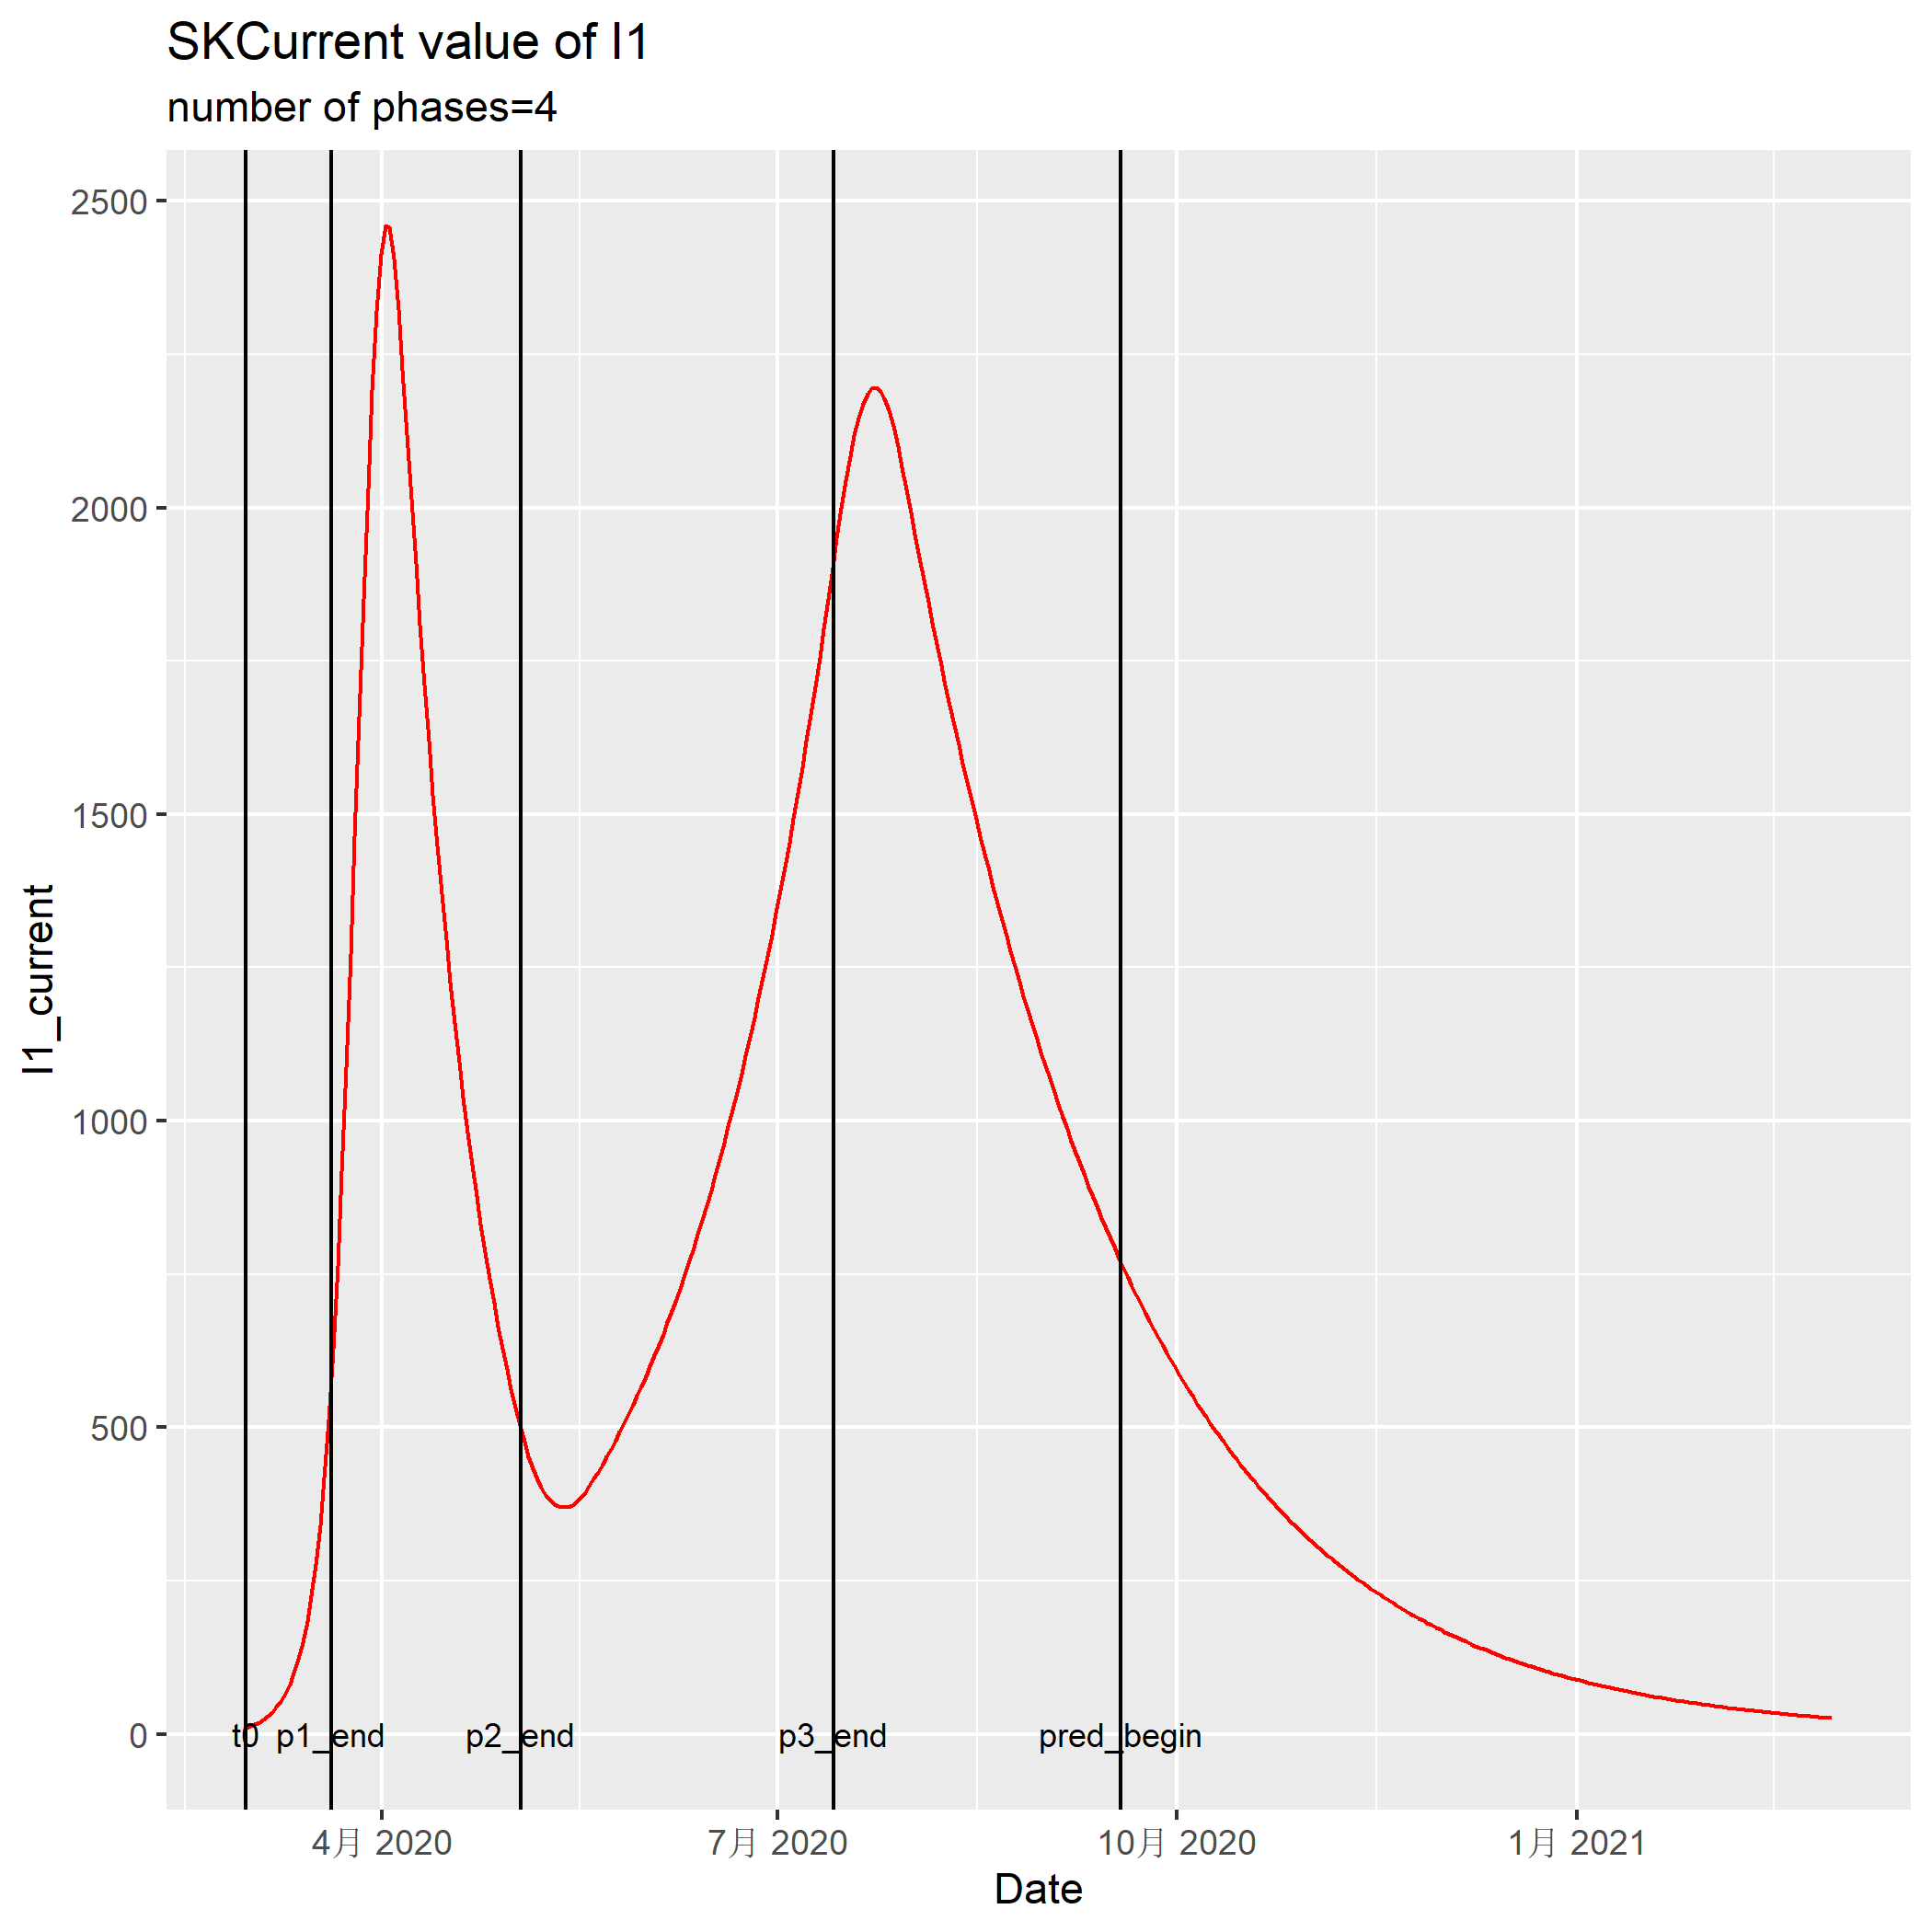 SKCurrent value of I1
number of phases=4
2500
2000
1500
1000
500
0
I1_current
t0 p1_end p2_end p3_end pred_begin
4月 2020 7月 2020 10月 2020 1月 2021
Date